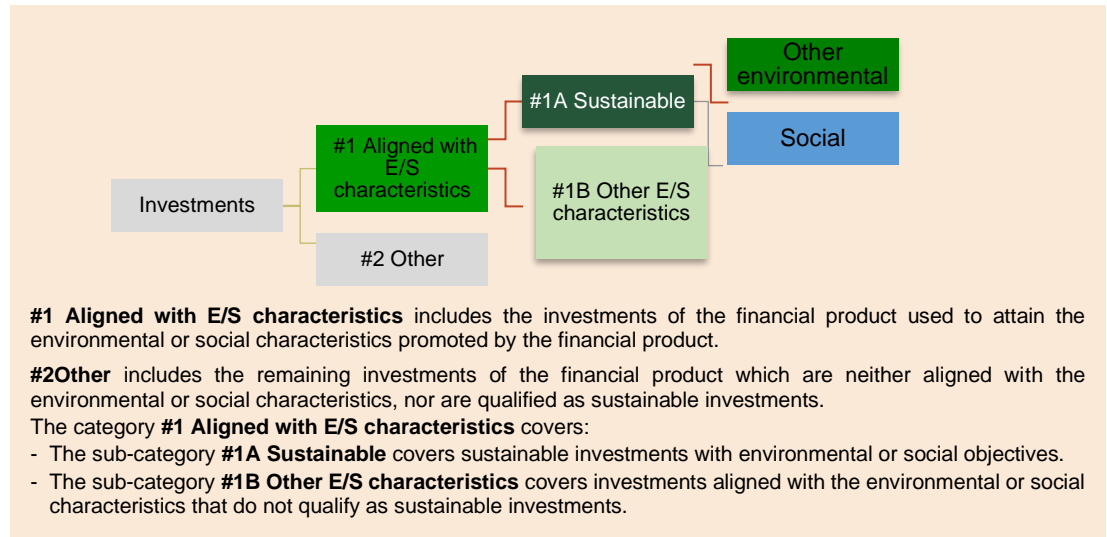 Other
environmental
#1A Sustainable
Social
#1 Aligned with
E/S
characteristics
#1B Other E/S
characteristics
Investments
#2 Other
#1 Aligned with E/S characteristics includes the investments of the financial product used to attain the
environmental or social characteristics promoted by the financial product.
#2Other includes the remaining investments of the financial product which are neither aligned with the
environmental or social characteristics, nor are qualified as sustainable investments.
The category #1 Aligned with E/S characteristics covers:
- The sub-category #1A Sustainable covers sustainable investments with environmental or social objectives.
- The sub-category #1B Other E/S characteristics covers investments aligned with the environmental or social
characteristics that do not qualify as sustainable investments.